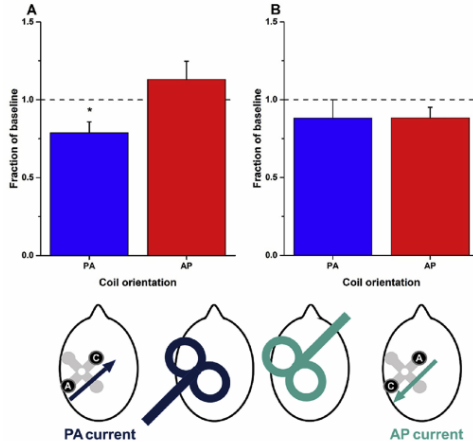 A
B
1.5
1.0
0.5
0.0
Fraction of baseline
*
PA
AP
Coil orientation
1.5
1.0
0.5
0.0
Fraction of baseline
PA
AP
Coil orientation
C
A
A
C
PA current
AP current